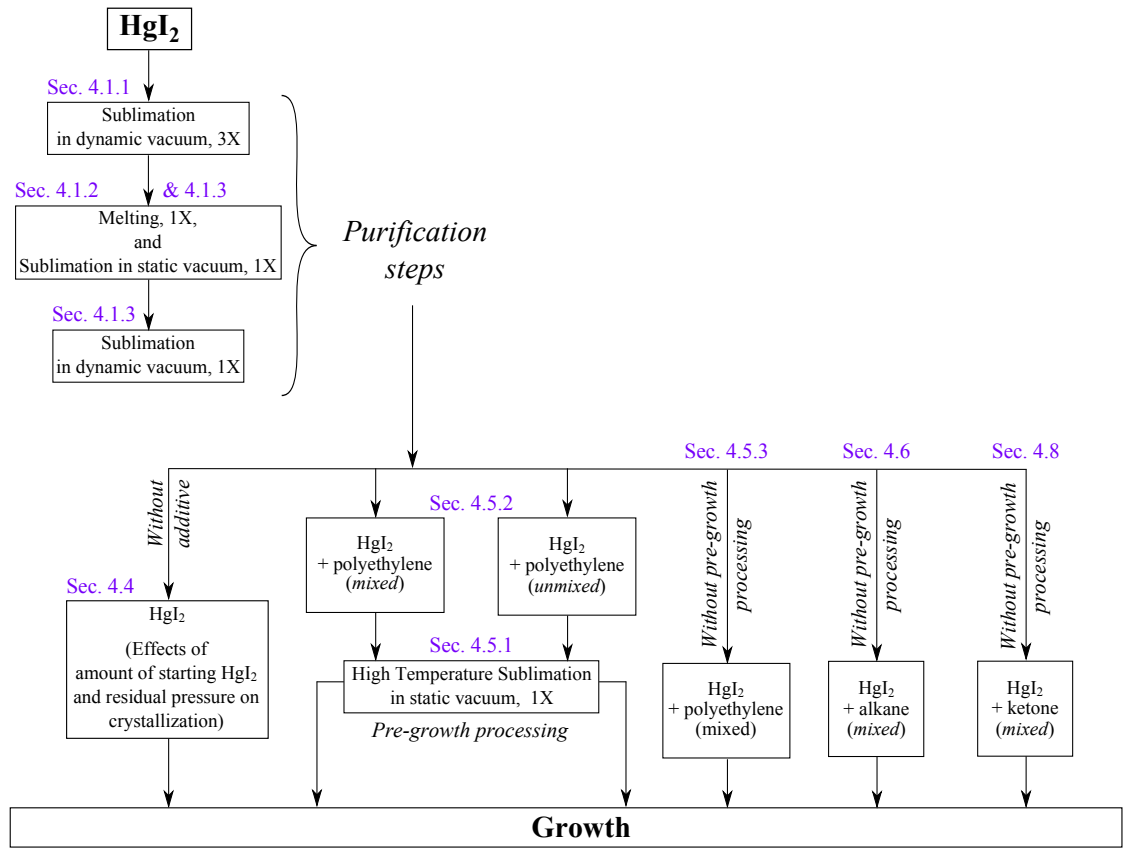 HgI₂
Sec. 4.1.1
Sublimation
in dynamic vacuum, 3X
Sec. 4.1.2 & 4.1.3
Melting, 1X,
and
Sublimation in static vacuum, 1X
Sec. 4.1.3
Sublimation
in dynamic vacuum, 1X
Purification
steps
Without
additive
Sec. 4.4
HgI₂
(Effects of
amount of starting HgI₂
and residual pressure on
crystallization)
Sec. 4.5.2
HgI₂
+ polyethylene
(mixed)
HgI₂
+ polyethylene
(unmixed)
Sec. 4.5.1
High Temperature Sublimation
in static vacuum, 1X
Pre-growth processing
Sec. 4.5.3
Without pre-growth
processing
HgI₂
+ polyethylene
(mixed)
Sec. 4.6
Without pre-growth
processing
HgI₂
+ alkane
(mixed)
Sec. 4.8
Without pre-growth
processing
HgI₂
+ ketone
(mixed)
Growth